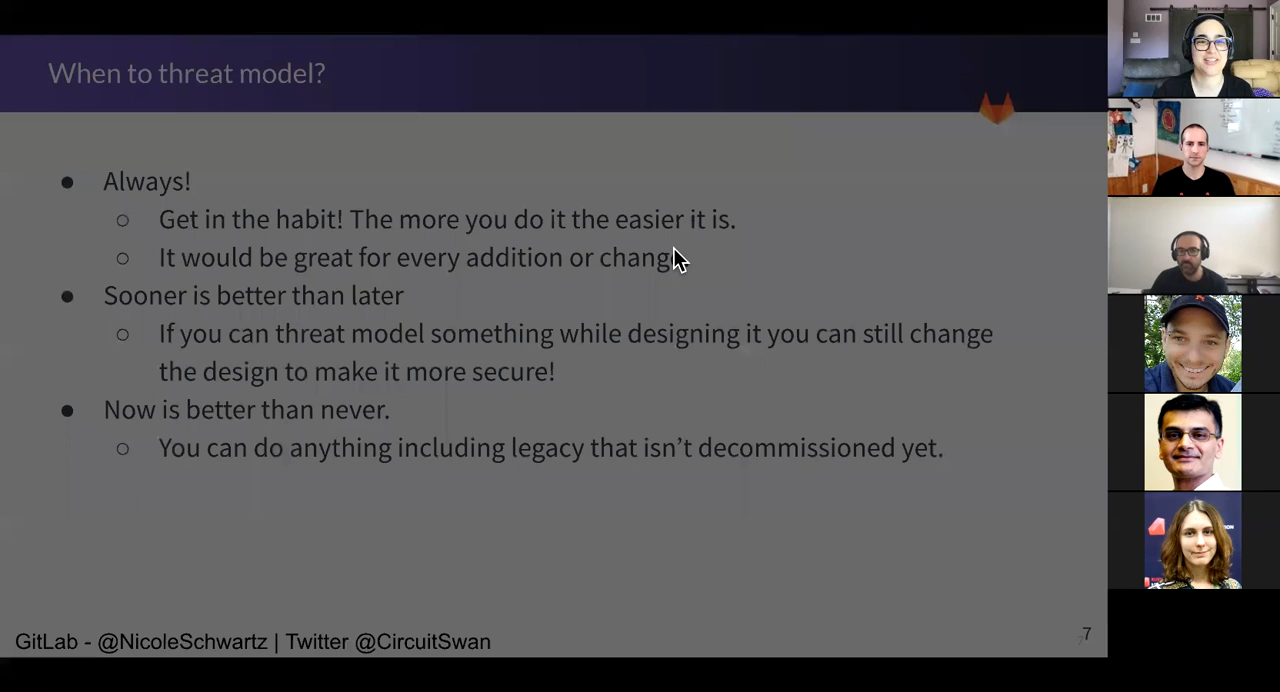 When to threat model?
● Always!
○ Get in the habit! The more you do it the easier it is.
○ It would be great for every addition or chang
● Sooner is better than later
○ If you can threat model something while designing it you can still change
the design to make it more secure!
● Now is better than never.
○ You can do anything including legacy that isn’t decommissioned yet.
GitLab - @NicoleSchwartz | Twitter @CircuitSwan
7